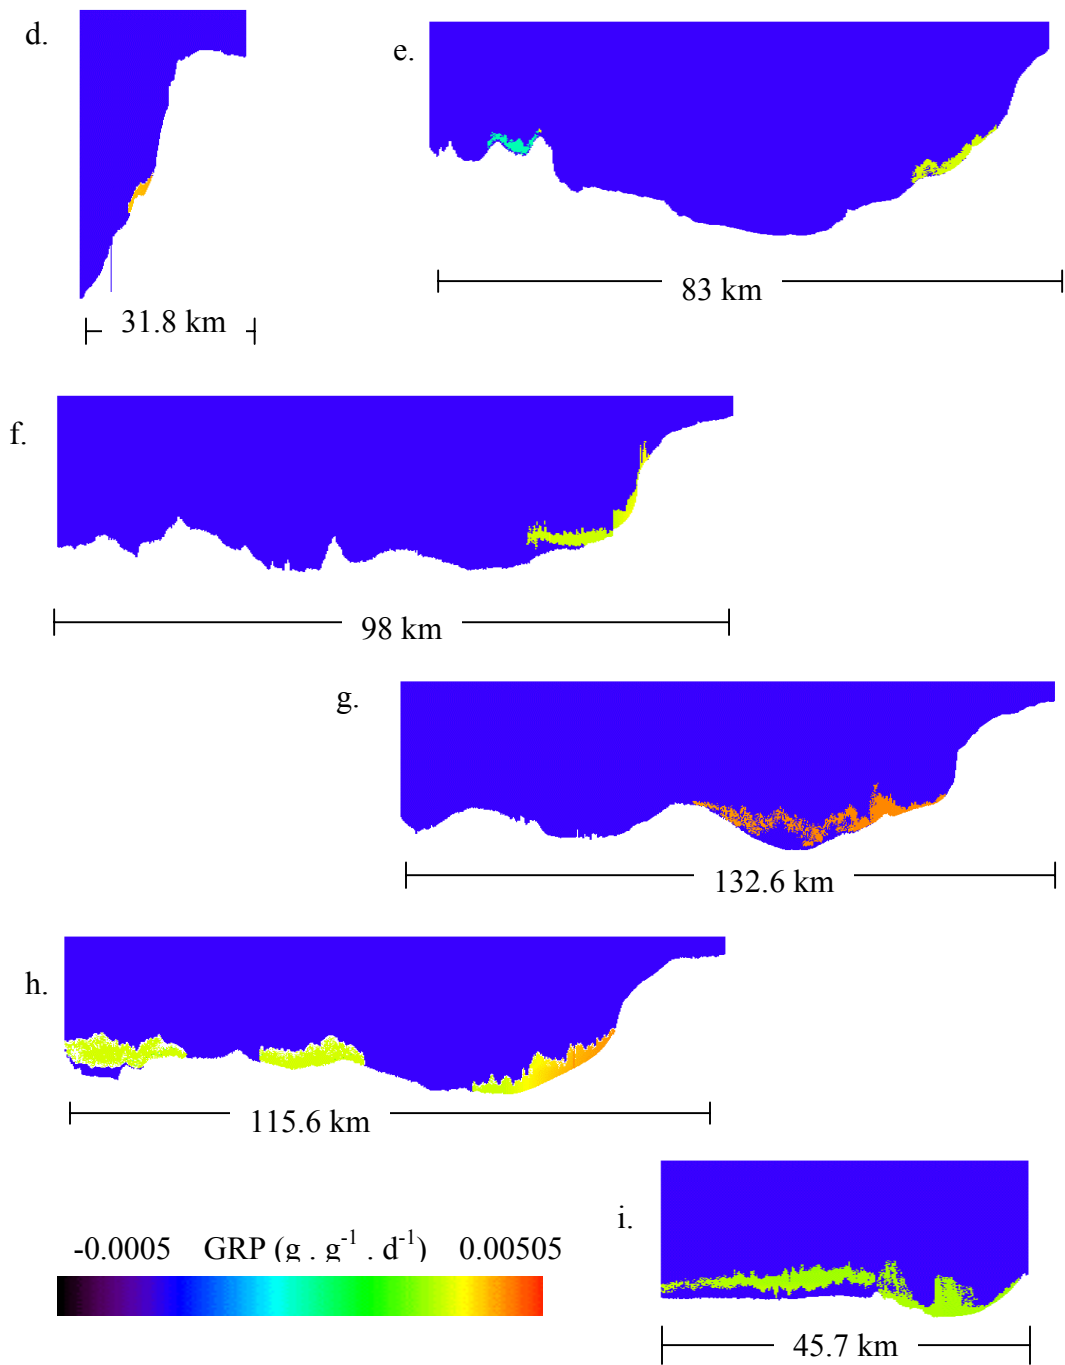 d.
e.
83 km
31.8 km
f.
98 km
g.
132.6 km
h.
115.6 km
i.
-0.0005 GRP (g . g⁻¹ . d⁻¹) 0.00505
45.7 km